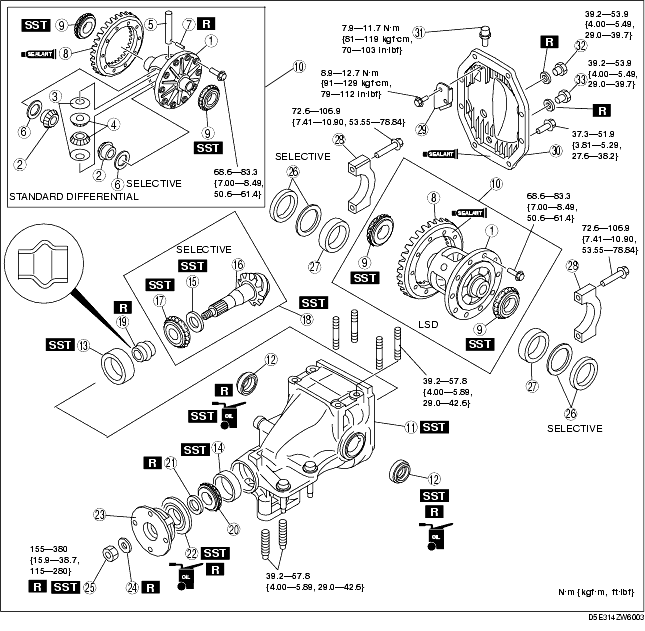 SST 9 5 7 R
8 1
SEALANT
3
4
6
2
10
9
SST
2
6 SELECTIVE
STANDARD DIFFERENTIAL
68.6—83.3
{7.00—8.49,
50.6—61.4}
7.9—11.7 N·m
{81—119 kgf·cm,
70—103 in·lbf}
31
8.9—12.7 N·m
{91—129 kgf·cm,
79—112 in·lbf}
29
39.2—53.9
{4.00—5.49,
29.0—39.7}
R
32
39.2—53.9
{4.00—5.49,
29.0—39.7}
33
R
37.3—51.9
{3.81—5.29,
27.6—38.2}
SEALANT
30
72.6—106.9
{7.41—10.90, 53.55—78.84}
28
SELECTIVE
26
27
10
8
SEALANT
1
68.6—83.3
{7.00—8.49,
50.6—61.4}
9
SST
LSD
9
SST
72.6—106.9
{7.41—10.90,
53.55—78.84}
28
27
26
SELECTIVE
SELECTIVE
SST
15
16
SST
17
18
SST
R
19
SST 13
12
R
SST
OIL
39.2—57.8
{4.00—5.89,
29.0—42.6}
11 SST
12
SST
R
OIL
SST 14
R 21
20
23
22 SST
R
OIL
155—380
{15.9—38.7,
115—280}
R SST 25 24 R
39.2—57.8
{4.00—5.89, 29.0—42.6}
N·m {kgf·m, ft·lbf}
D5E314ZW6003